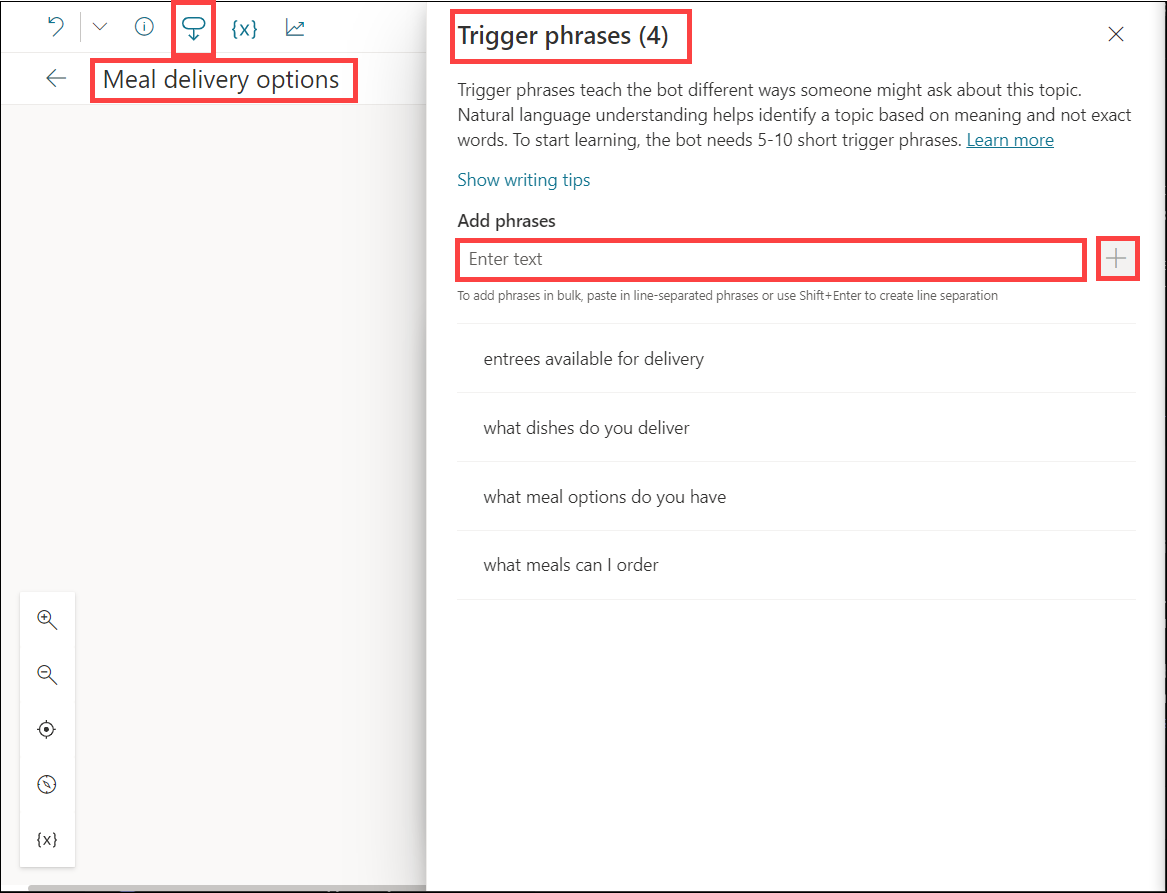 {x}
Meal delivery options
Trigger phrases (4)
Trigger phrases teach the bot different ways someone might ask about this topic.
Natural language understanding helps identify a topic based on meaning and not exact
words. To start learning, the bot needs 5-10 short trigger phrases. Learn more
Show writing tips
Add phrases
Enter text
To add phrases in bulk, paste in line-separated phrases or use Shift+Enter to create line separation
entrees available for delivery
what dishes do you deliver
what meal options do you have
what meals can I order
{x}